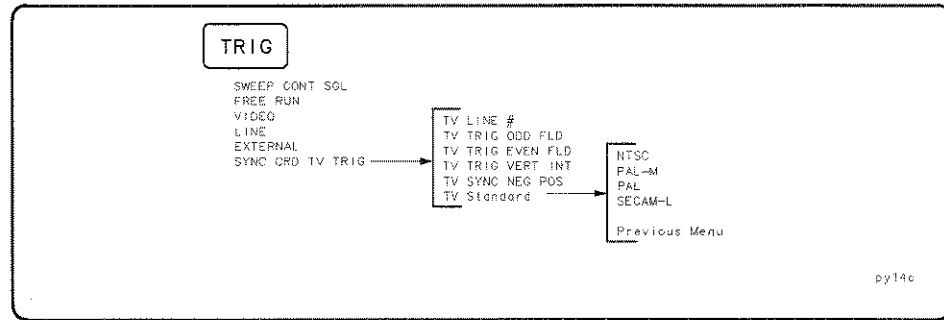 TRIG
SWEEP CONT SGL
FREE RUN
VIDEO
LINE
EXTERNAL
SYNC CRD TV TRIG
TV LINE #
TV TRIG ODD FLD
TV TRIG EVEN FLD
TV TRIG VERT INT
TV SYNC NEG POS
TV Standard
NTSC
PAL-M
PAL
SECAM-L
Previous Menu
py14c